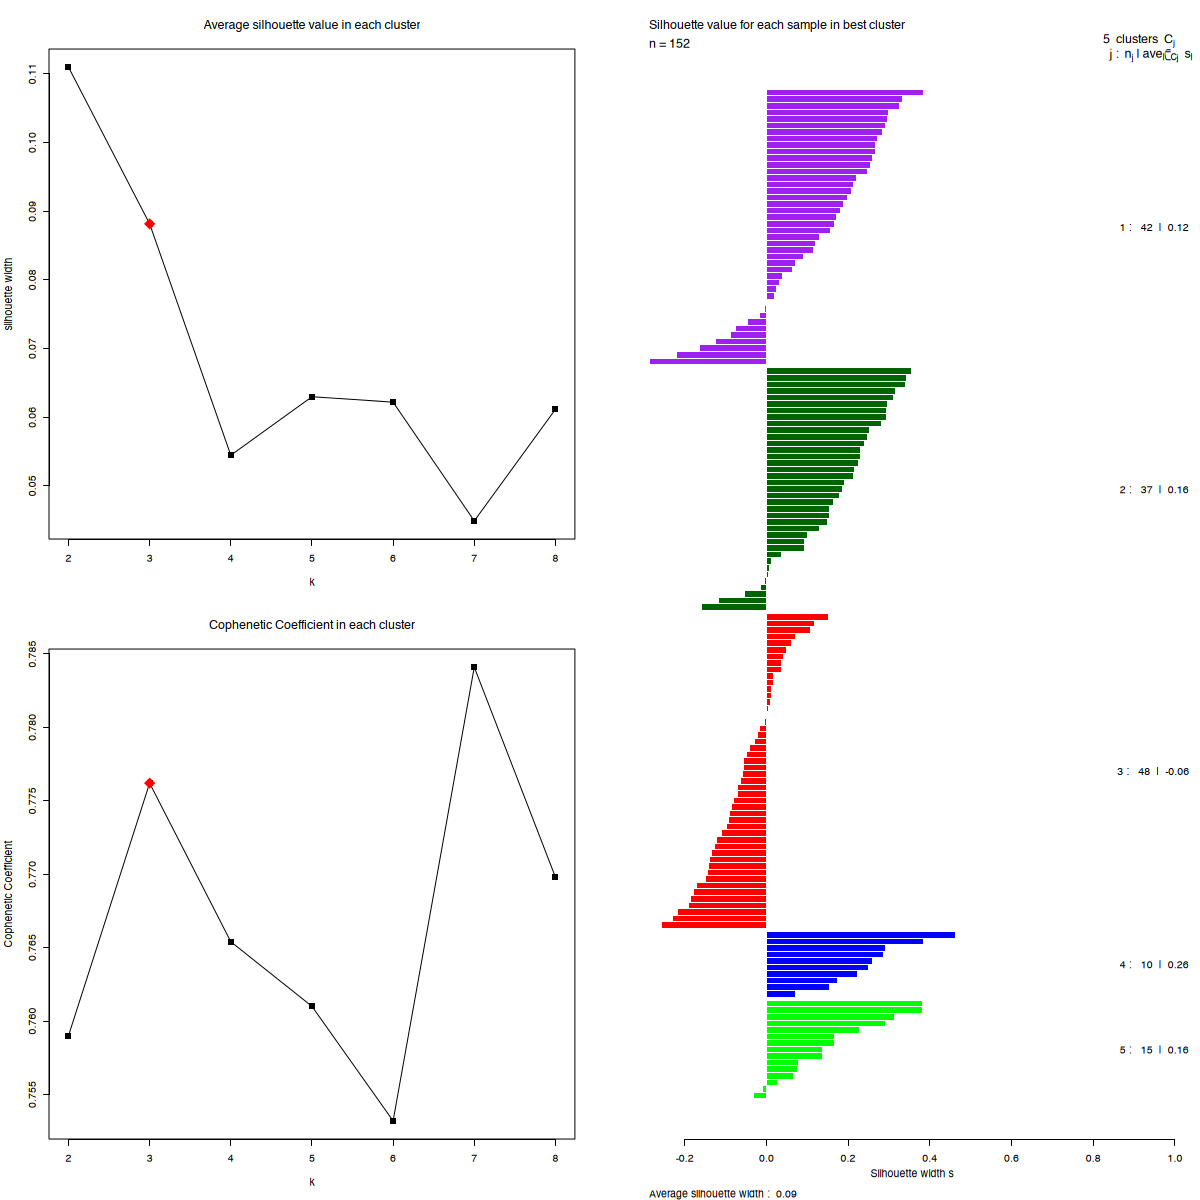 Average silhouette value in each cluster
silhouette width
0.11
0.10
0.09
0.08
0.07
0.06
0.05
2 3 4 5 6 7 8
k
Cophenetic Coefficient in each cluster
Cophenetic Coefficient
0.785
0.780
0.775
0.770
0.765
0.760
0.755
2 3 4 5 6 7 8
k
Silhouette value for each sample in best cluster
n = 152
5 clusters Cj
j : nj | avei∈Cj si
1 : 42 | 0.12
2 : 37 | 0.16
3 : 48 | -0.06
4 : 10 | 0.26
5 : 15 | 0.16
-0.2 0.0 0.2 0.4 0.6 0.8 1.0
Silhouette width s
Average silhouette width : 0.09